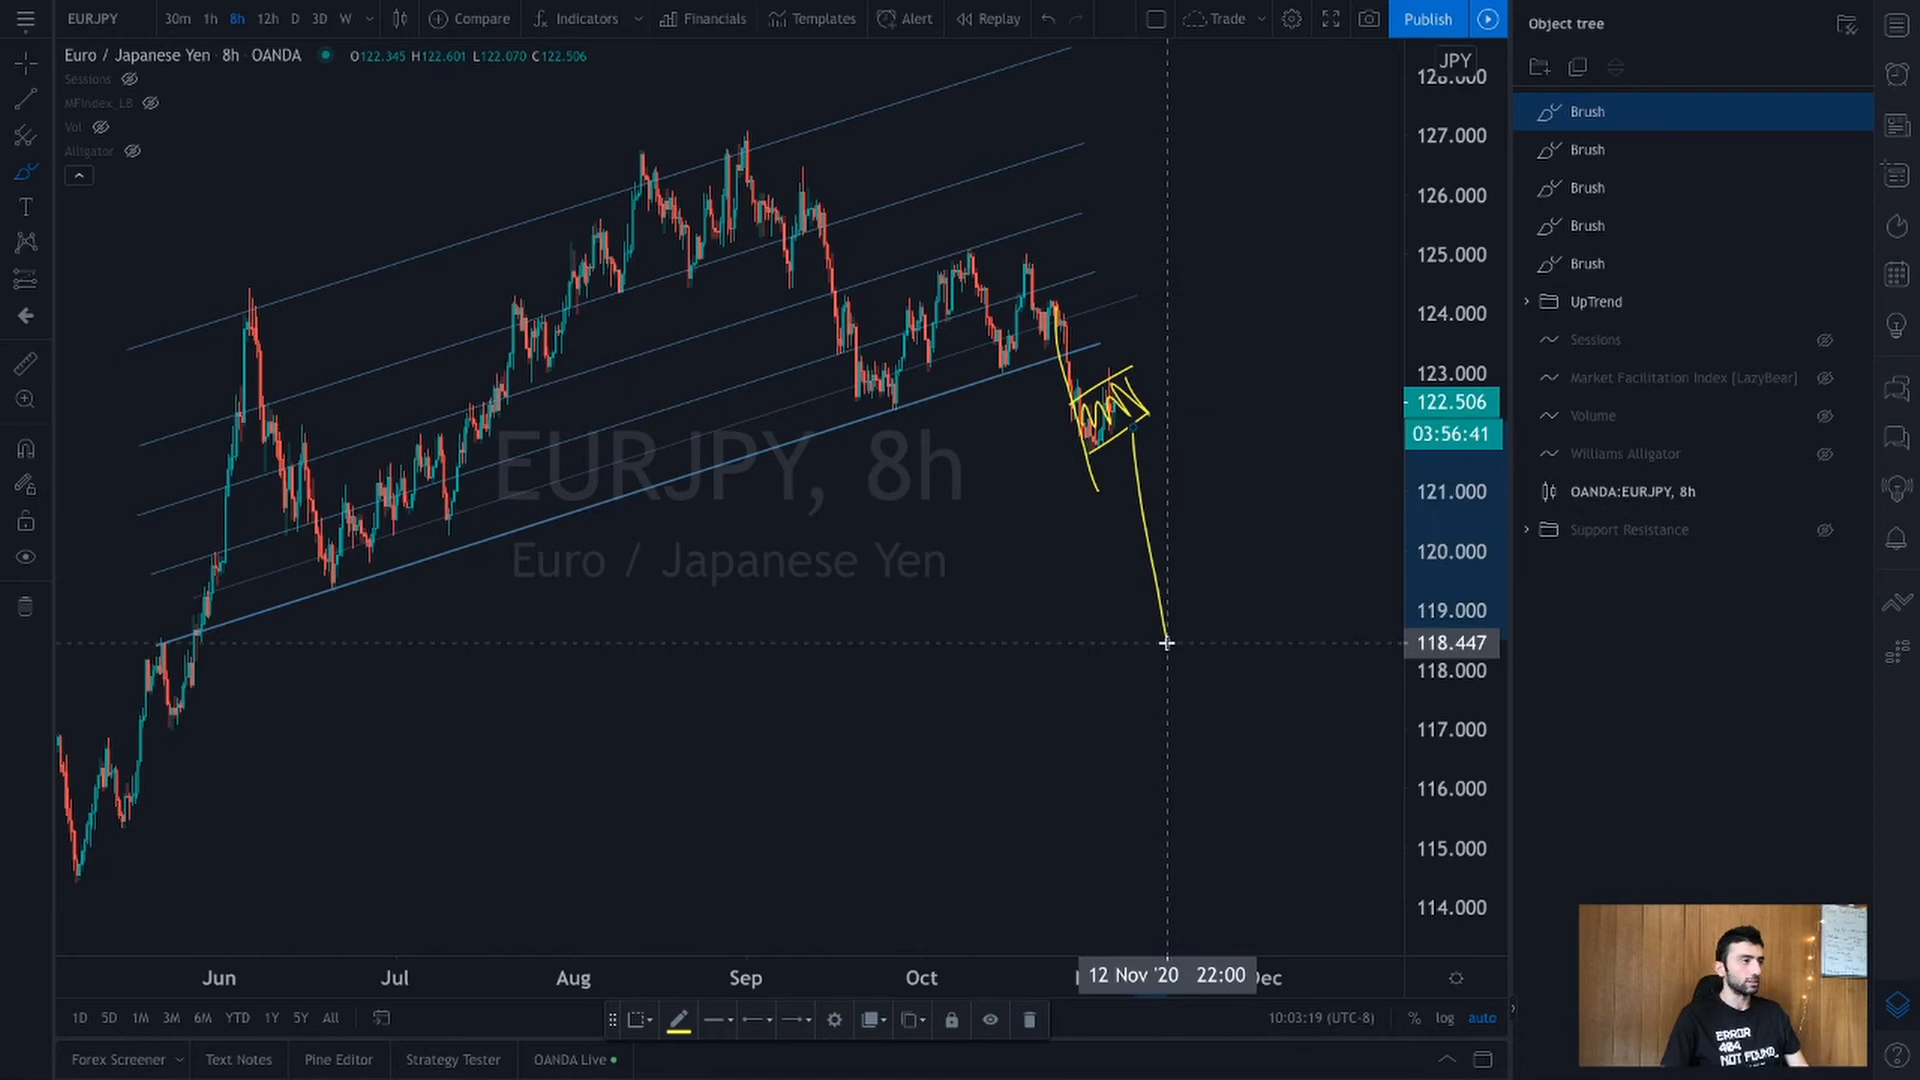 EURJPY 30m 1h 8h 12h D 3D W Compare Indicators Financials Templates Alert Replay Trade Publish Object tree
Euro / Japanese Yen · 8h · OANDA O122.345 H122.601 L122.070 C122.506
Sessions
MFIndex_LB
Vol
Alligator
JPY
128.000
127.000
126.000
125.000
124.000
123.000
122.506
03:56:41
121.000
120.000
119.000
118.447
118.000
117.000
116.000
115.000
114.000
EURJPY, 8h
Euro / Japanese Yen
Brush
Brush
Brush
Brush
Brush
UpTrend
Sessions
Market Facilitation Index [LazyBear]
Volume
Williams Alligator
OANDA:EURJPY, 8h
Support Resistance
Jun Jul Aug Sep Oct 12 Nov '20 22:00 Dec
1D 5D 1M 3M 6M YTD 1Y 5Y All 10:03:19 (UTC-8) % log auto
Forex Screener Text Notes Pine Editor Strategy Tester OANDA Live
ERROR
404
NOT FOUND